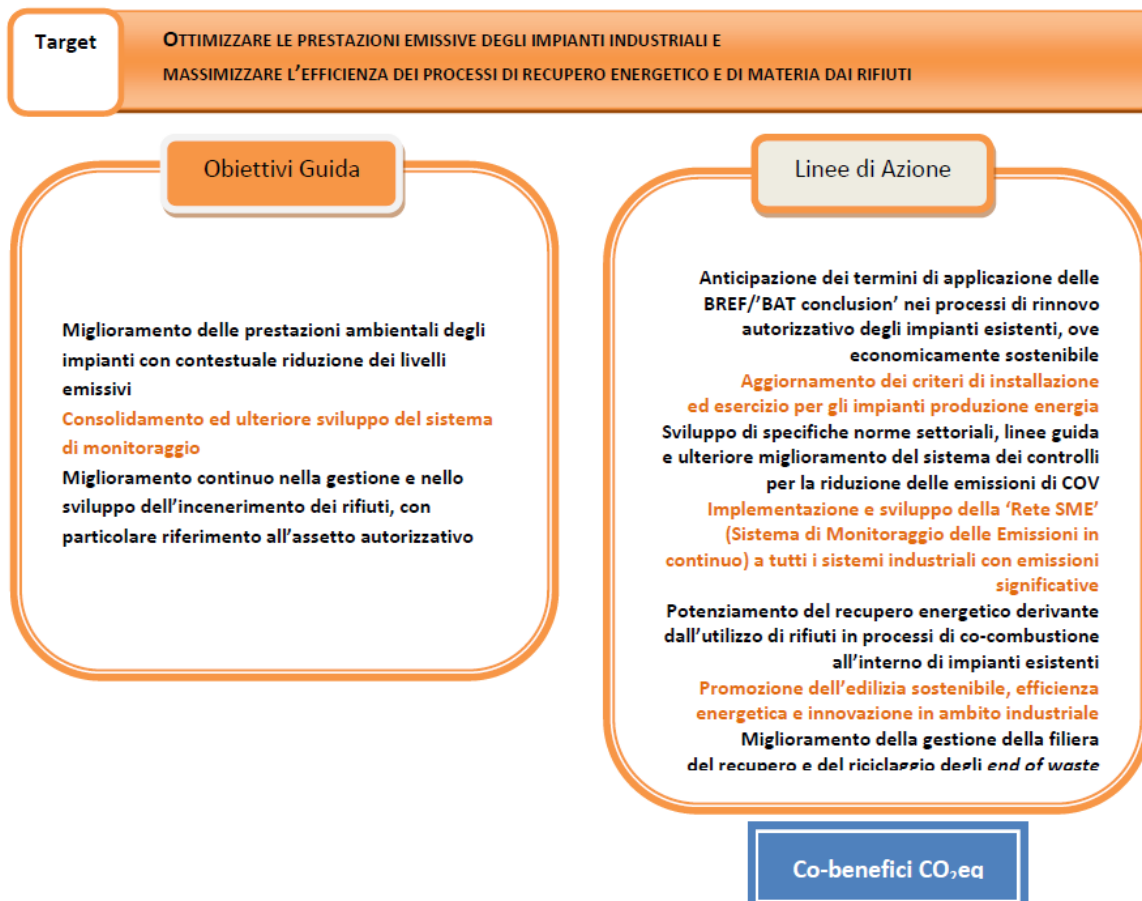 Target
OTTIMIZZARE LE PRESTAZIONI EMISSIVE DEGLI IMPIANTI INDUSTRIALI E
MASSIMIZZARE L'EFFICIENZA DEI PROCESSI DI RECUPERO ENERGETICO E DI MATERIA DAI RIFIUTI
Obiettivi Guida
Miglioramento delle prestazioni ambientali degli
impianti con contestuale riduzione dei livelli
emissivi
Consolidamento ed ulteriore sviluppo del sistema
di monitoraggio
Miglioramento continuo nella gestione e nello
sviluppo dell'incenerimento dei rifiuti, con
particolare riferimento all'assetto autorizzativo
Linee di Azione
Anticipazione dei termini di applicazione delle
BREF/'BAT conclusion' nei processi di rinnovo
autorizzativo degli impianti esistenti, ove
economicamente sostenibile
Aggiornamento dei criteri di installazione
ed esercizio per gli impianti produzione energia
Sviluppo di specifiche norme settoriali, linee guida
e ulteriore miglioramento del sistema dei controlli
per la riduzione delle emissioni di COV
Implementazione e sviluppo della 'Rete SME'
(Sistema di Monitoraggio delle Emissioni in
continuo) a tutti i sistemi industriali con emissioni
significative
Potenziamento del recupero energetico derivante
dall'utilizzo di rifiuti in processi di co-combustione
all'interno di impianti esistenti
Promozione dell'edilizia sostenibile, efficienza
energetica e innovazione in ambito industriale
Miglioramento della gestione della filiera
del recupero e del riciclaggio degli end of waste
Co-benefici CO₂eq